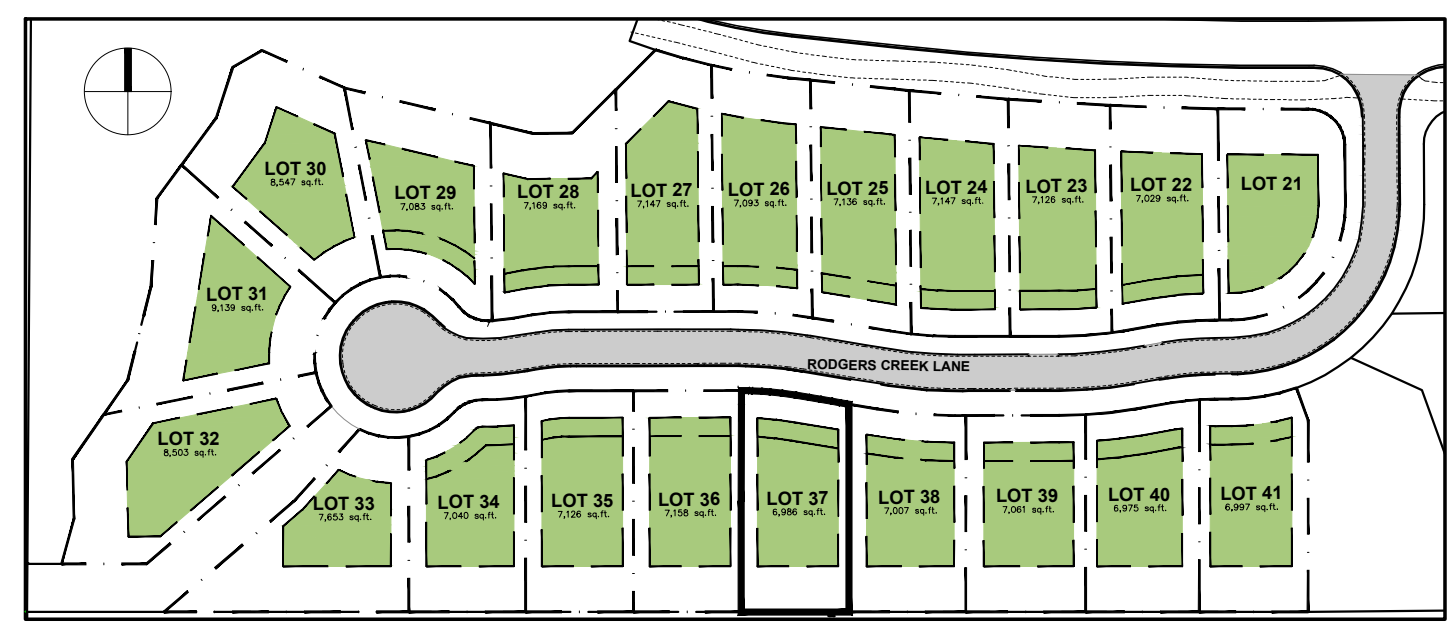 LOT 30
8,547 sq.ft.
LOT 29
7,083 sq.ft.
LOT 28
7,169 sq.ft.
LOT 27
7,147 sq.ft.
LOT 26
7,093 sq.ft.
LOT 25
7,136 sq.ft.
LOT 24
7,147 sq.ft.
LOT 23
7,126 sq.ft.
LOT 22
7,029 sq.ft.
LOT 21
LOT 31
9,139 sq.ft.
RODGERS CREEK LANE
LOT 32
8,503 sq.ft.
LOT 33
7,653 sq.ft.
LOT 34
7,040 sq.ft.
LOT 35
7,126 sq.ft.
LOT 36
7,158 sq.ft.
LOT 37
6,986 sq.ft.
LOT 38
7,007 sq.ft.
LOT 39
7,061 sq.ft.
LOT 40
6,975 sq.ft.
LOT 41
6,997 sq.ft.